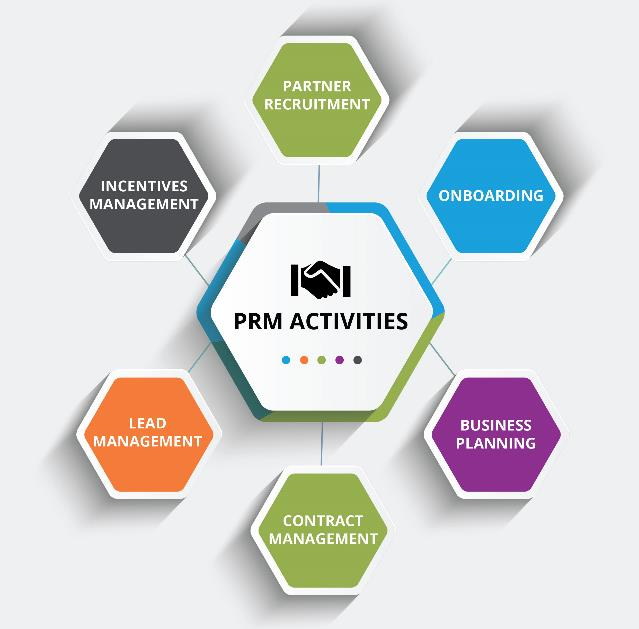 PARTNER
RECRUITMENT
INCENTIVES
MANAGEMENT
ONBOARDING
PRM ACTIVITIES
LEAD
MANAGEMENT
BUSINESS
PLANNING
CONTRACT
MANAGEMENT